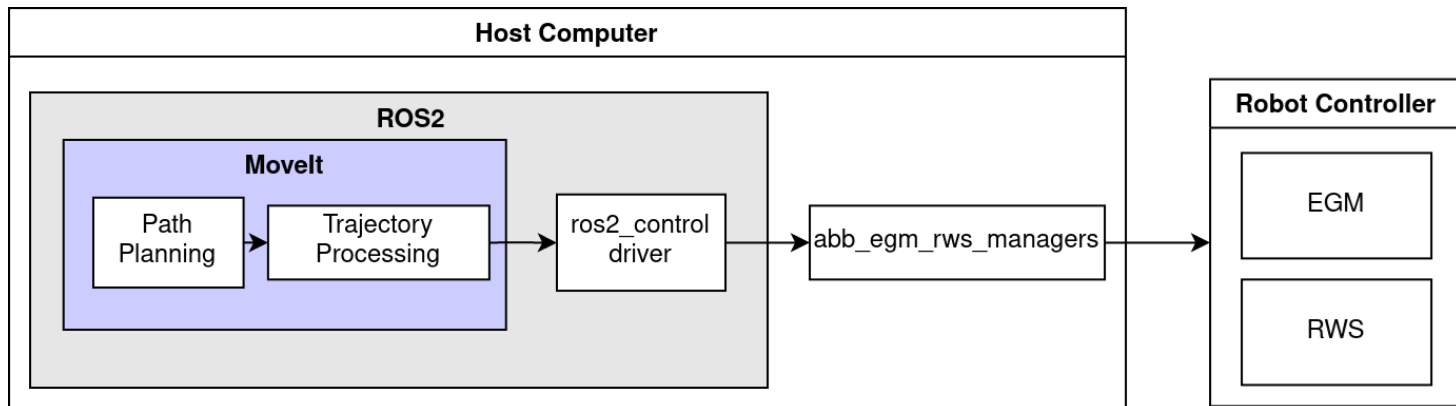 Host Computer
ROS2
MoveIt
Path
Planning
Trajectory
Processing
ros2_control
driver
abb_egm_rws_managers
Robot Controller
EGM
RWS